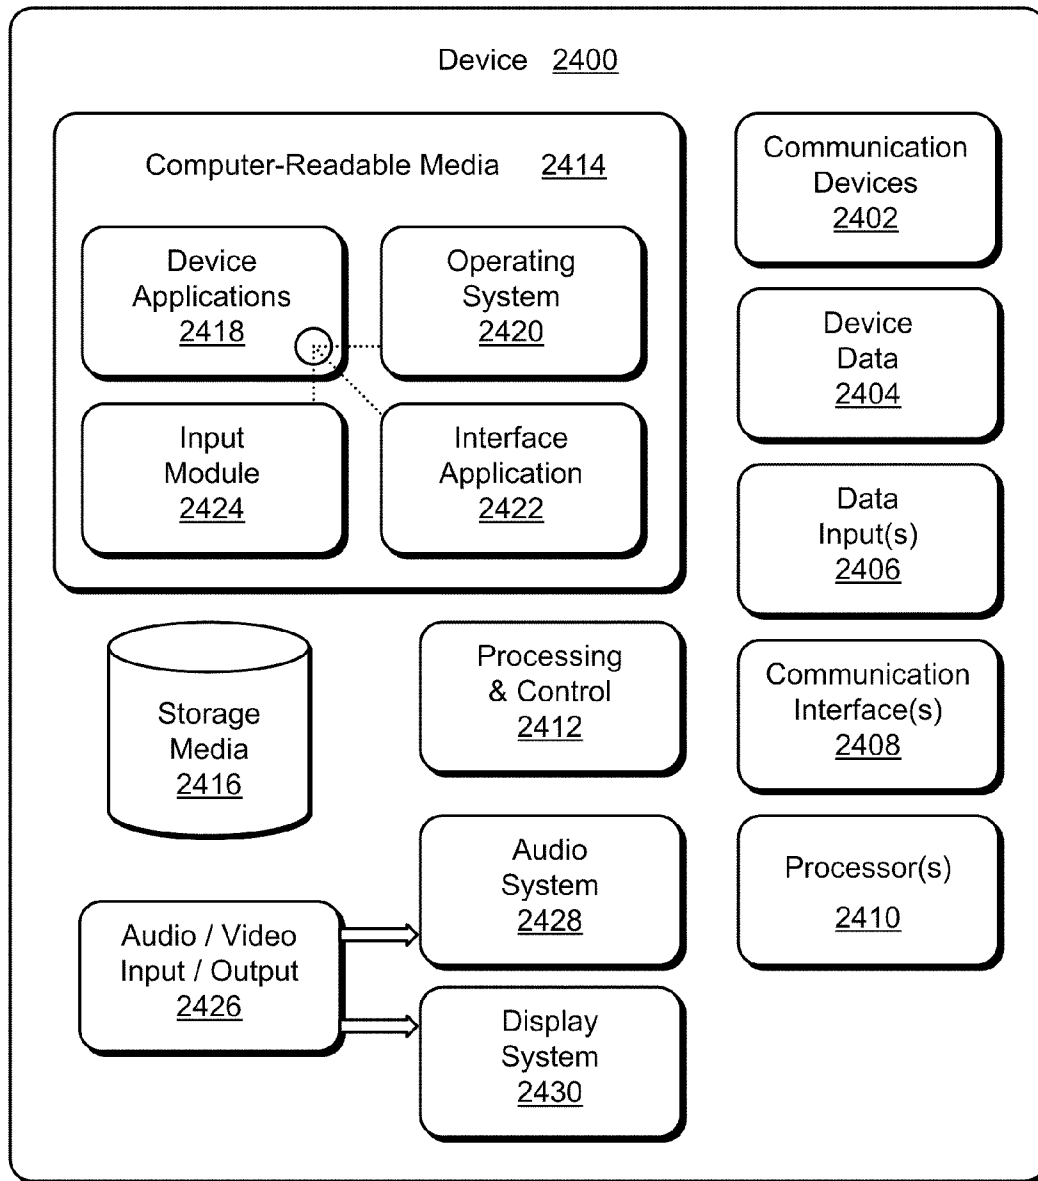 Device 2400
Computer-Readable Media 2414
Device
Applications
2418
Operating
System
2420
Input
Module
2424
Interface
Application
2422
Communication
Devices
2402
Device
Data
2404
Data
Input(s)
2406
Communication
Interface(s)
2408
Processor(s)
2410
Storage
Media
2416
Processing
& Control
2412
Audio / Video
Input / Output
2426
Audio
System
2428
Display
System
2430